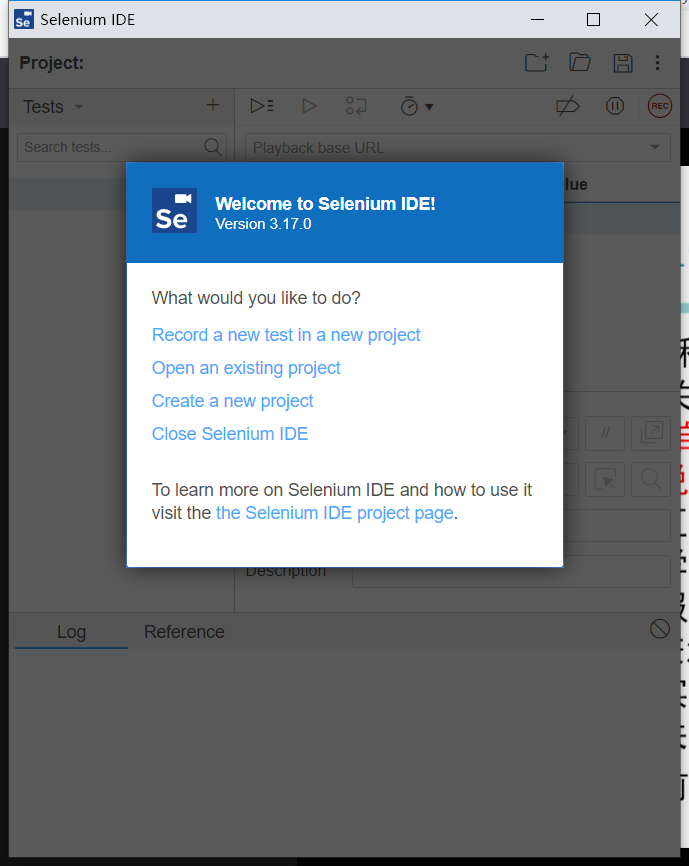 Se
Selenium IDE
Project:
Tests
Search tests...
Playback base URL
REC
lue
Se
Welcome to Selenium IDE!
Version 3.17.0
What would you like to do?
Record a new test in a new project
Open an existing project
Create a new project
Close Selenium IDE
To learn more on Selenium IDE and how to use it
visit the the Selenium IDE project page.
//
Description
Log
Reference